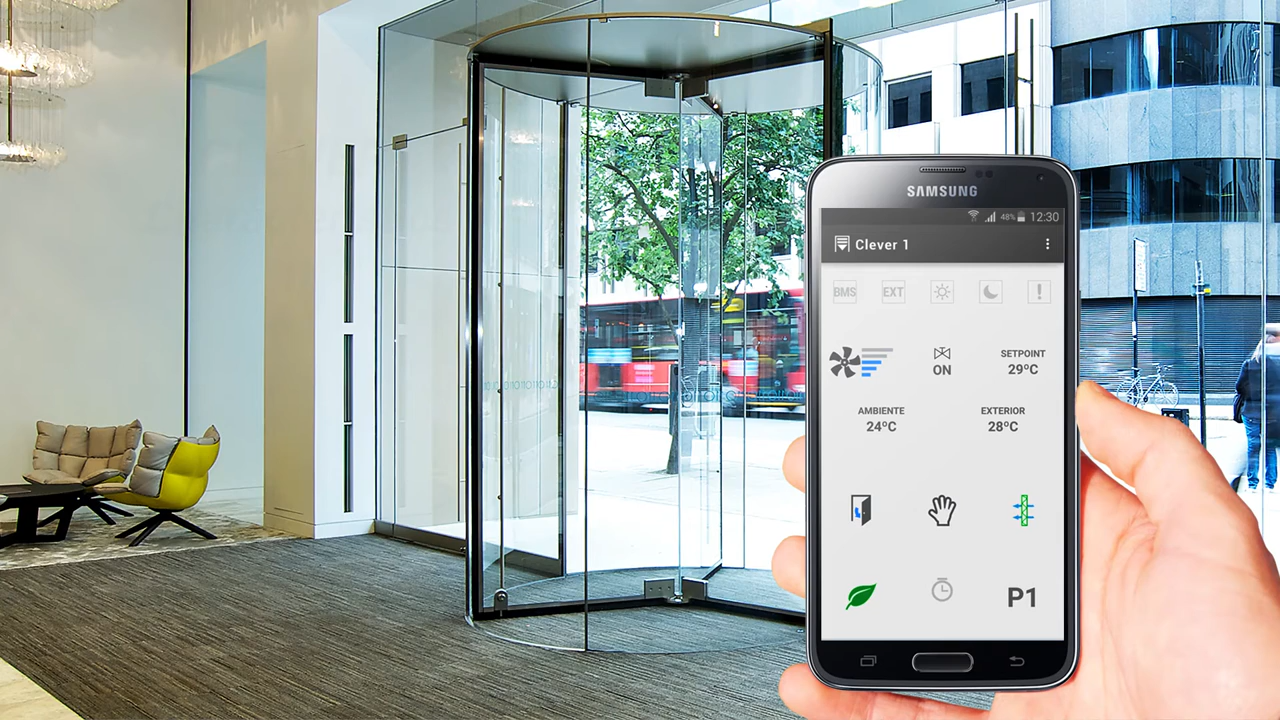 SAMSUNG
48% 12:30
Clever 1
BMS EXT
ON
SETPOINT
29ºC
AMBIENTE
24ºC
EXTERIOR
28ºC
P1